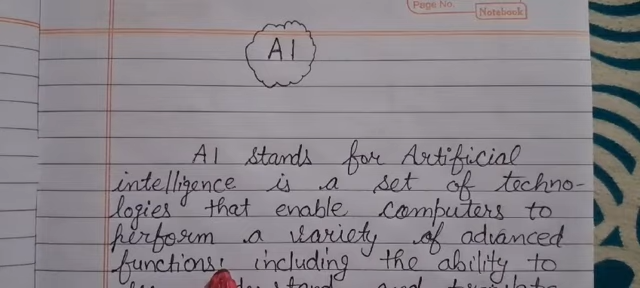 Page No.
Notebook
AI
AI stands for Artificial
intelligence is a set of techno-
logies that enable computers to
perform a variety of advanced
functions, including the ability to
and